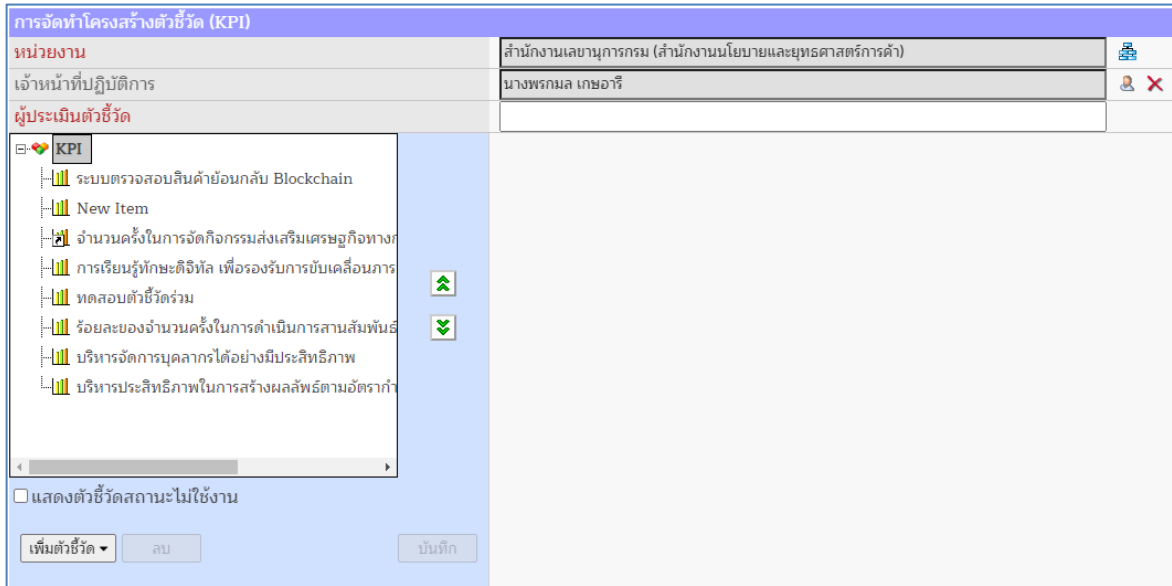 การจัดทำโครงสร้างตัวชี้วัด (KPI)
หน่วยงาน สำนักงานเลขานุการกรม (สำนักงานนโยบายและยุทธศาสตร์การค้า)
เจ้าหน้าที่ปฏิบัติการ นางพรกมล เกษอารี
ผู้ประเมินตัวชี้วัด
KPI
ระบบตรวจสอบสินค้าย้อนกลับ Blockchain
New Item
จำนวนครั้งในการจัดกิจกรรมส่งเสริมเศรษฐกิจทางก
การเรียนรู้ทักษะดิจิทัล เพื่อรองรับการขับเคลื่อนภาร
ทดสอบตัวชี้วัดร่วม
ร้อยละของจำนวนครั้งในการดำเนินการสานสัมพันธ์
บริหารจัดการบุคลากรได้อย่างมีประสิทธิภาพ
บริหารประสิทธิภาพในการสร้างผลลัพธ์ตามอัตรากำ
แสดงตัวชี้วัดสถานะไม่ใช้งาน
เพิ่มตัวชี้วัด ลบ บันทึก